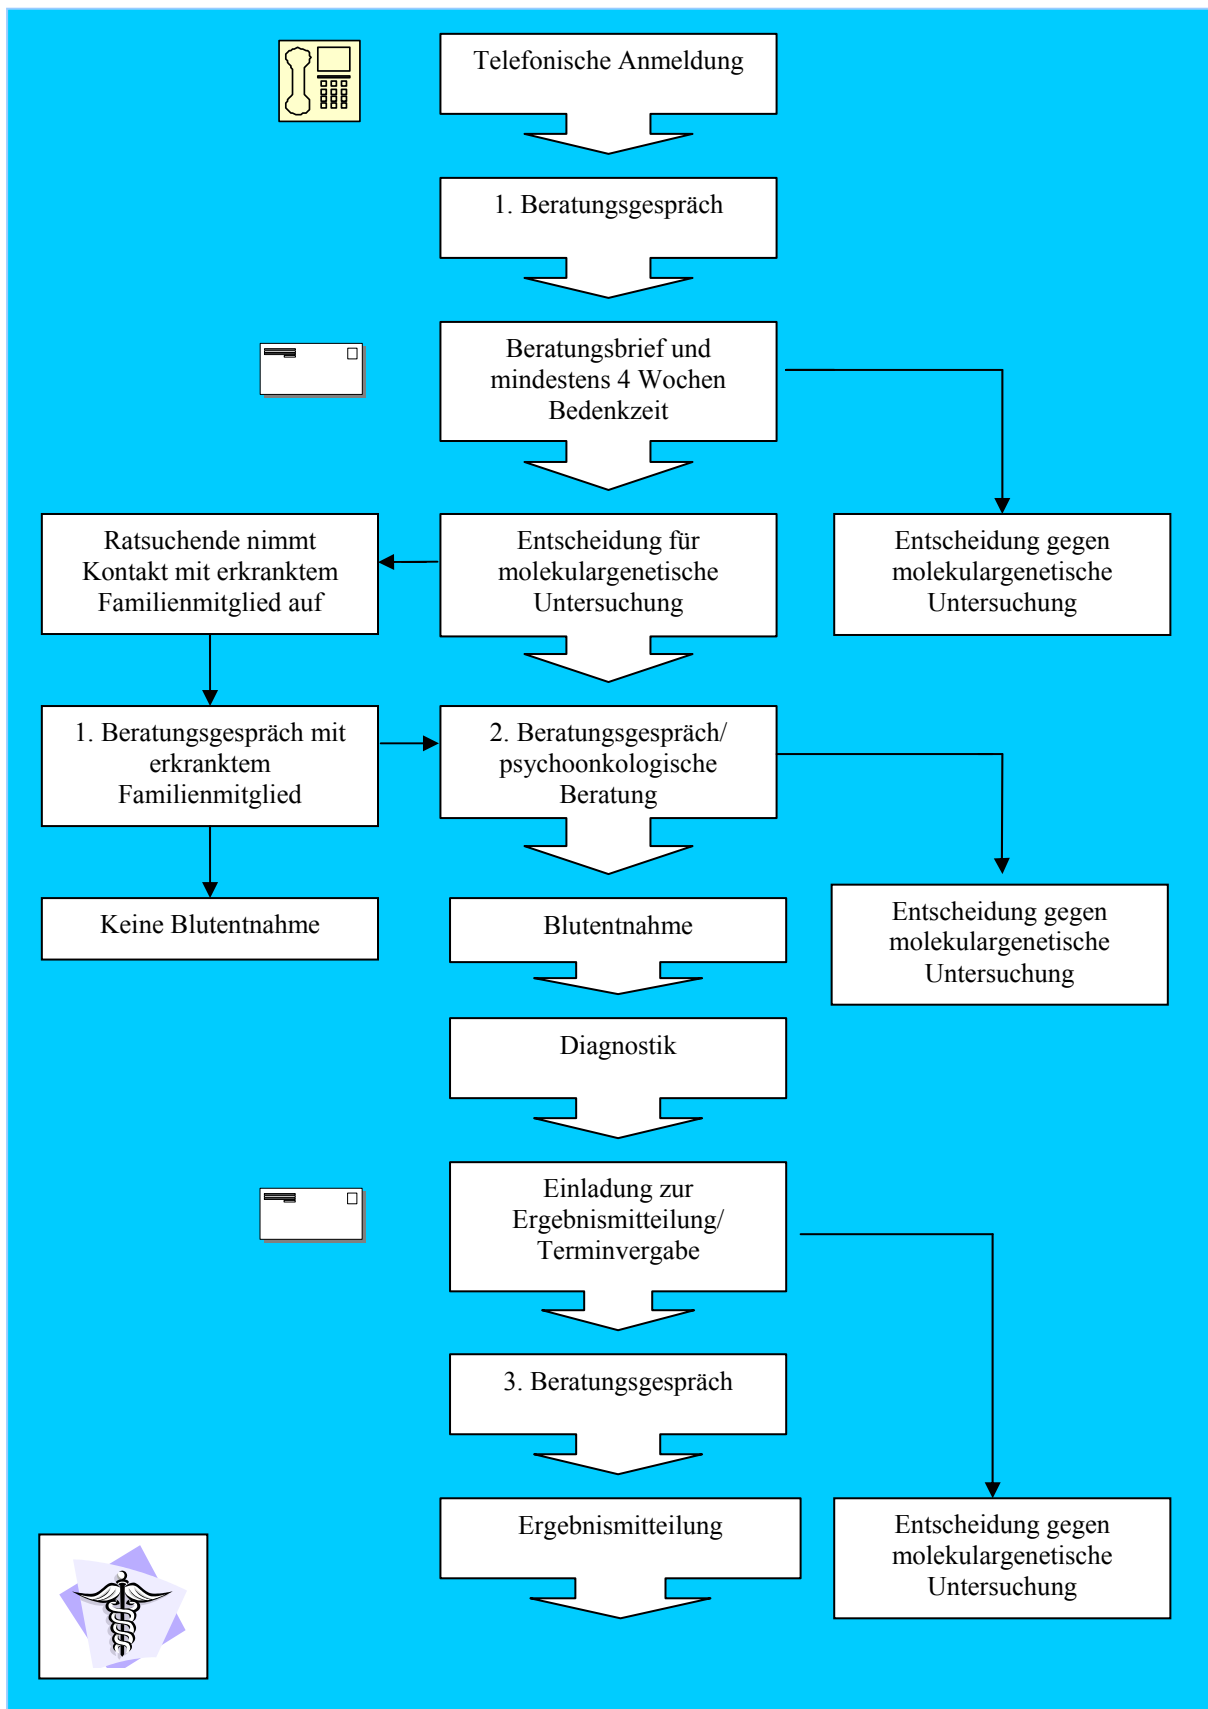 Telefonische Anmeldung
1. Beratungsgespräch
Beratungsbrief und
mindestens 4 Wochen
Bedenkzeit
Ratsuchende nimmt
Kontakt mit erkranktem
Familienmitglied auf
Entscheidung für
molekulargenetische
Untersuchung
Entscheidung gegen
molekulargenetische
Untersuchung
1. Beratungsgespräch mit
erkranktem
Familienmitglied
2. Beratungsgespräch/
psychoonkologische
Beratung
Keine Blutentnahme
Blutentnahme
Entscheidung gegen
molekulargenetische
Untersuchung
Diagnostik
Einladung zur
Ergebnismitteilung/
Terminvergabe
3. Beratungsgespräch
Ergebnismitteilung
Entscheidung gegen
molekulargenetische
Untersuchung